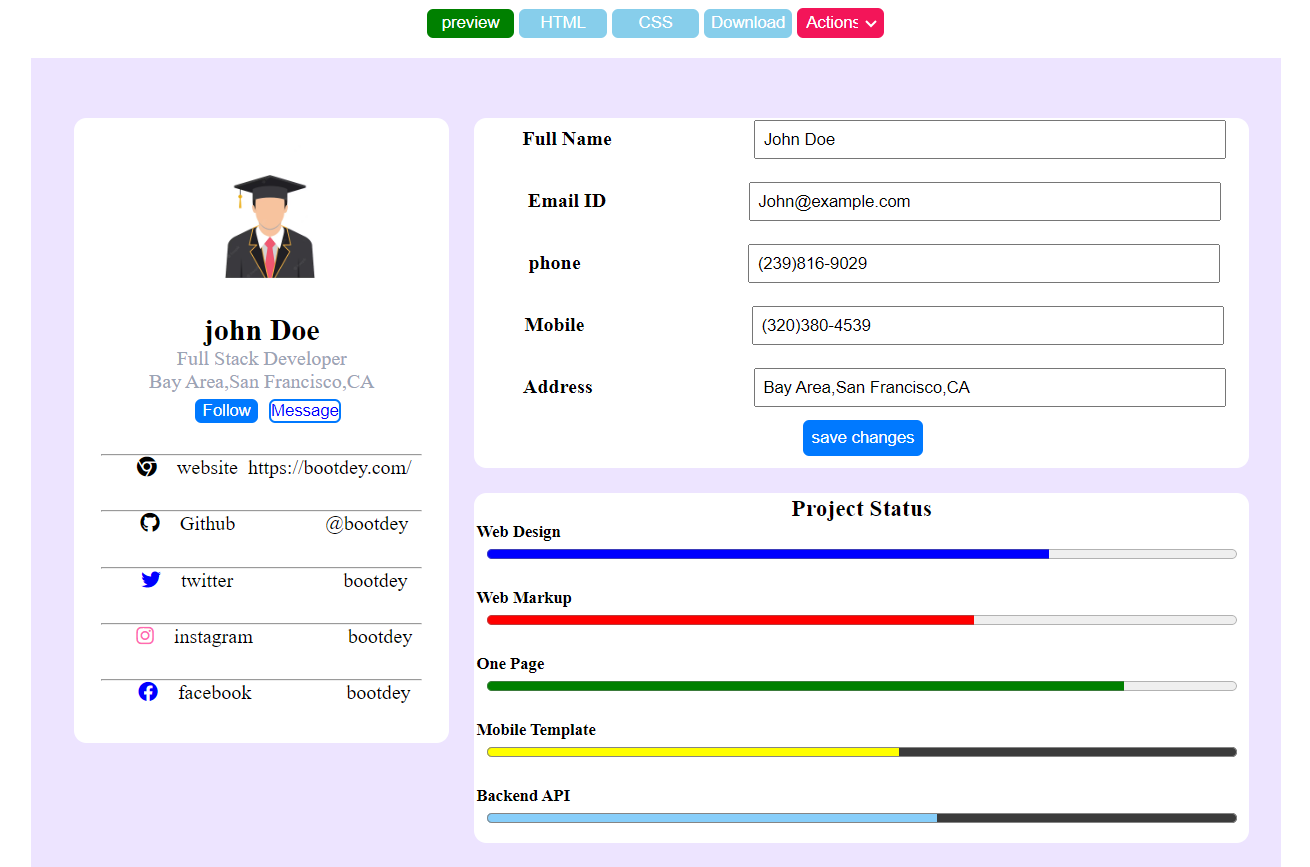 preview HTML CSS Download Actions
john Doe
Full Stack Developer
Bay Area,San Francisco,CA
Follow Message
website https://bootdey.com/
Github @bootdey
twitter bootdey
instagram bootdey
facebook bootdey
Full Name John Doe
Email ID John@example.com
phone (239)816-9029
Mobile (320)380-4539
Address Bay Area,San Francisco,CA
save changes
Project Status
Web Design
Web Markup
One Page
Mobile Template
Backend API